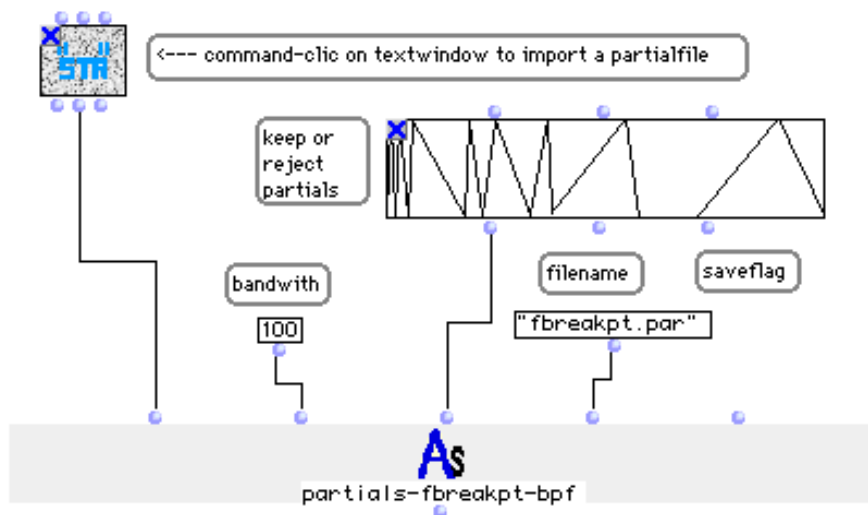 "STR"
<--- command-clic on textwindow to import a partialfile
keep or
reject
partials
filename
saveflag
bandwith
100
"fbreakpt.par"
As
partials-fbreakpt-bpf